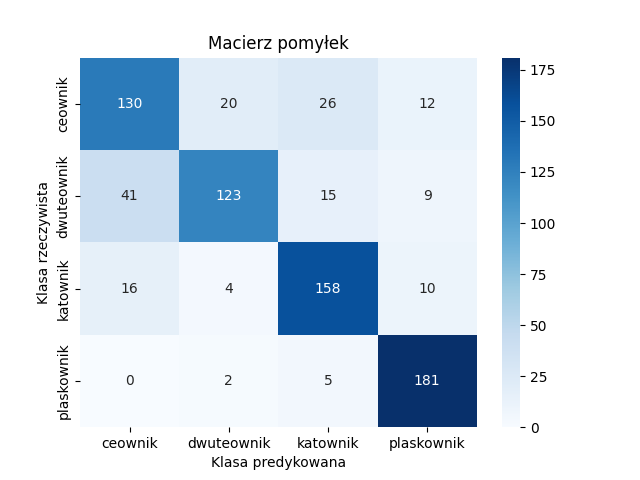 Macierz pomyłek
Klasa rzeczywista
ceownik
dwuteownik
katownik
plaskownik
130 20 26 12
41 123 15 9
16 4 158 10
0 2 5 181
ceownik dwuteownik katownik plaskownik
Klasa predykowana
175
150
125
100
75
50
25
0